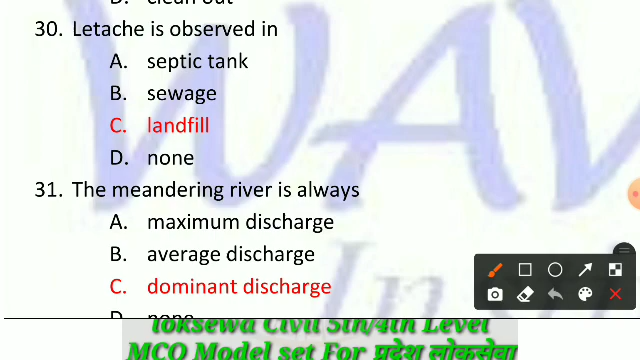 D. clean out
30. Letache is observed in
A. septic tank
B. sewage
C. landfill
D. none
31. The meandering river is always
A. maximum discharge
B. average discharge
C. dominant discharge
D. none
loksewa Civil 5th/4th Level
MCQ Model set For प्रदेश लोकसेवा